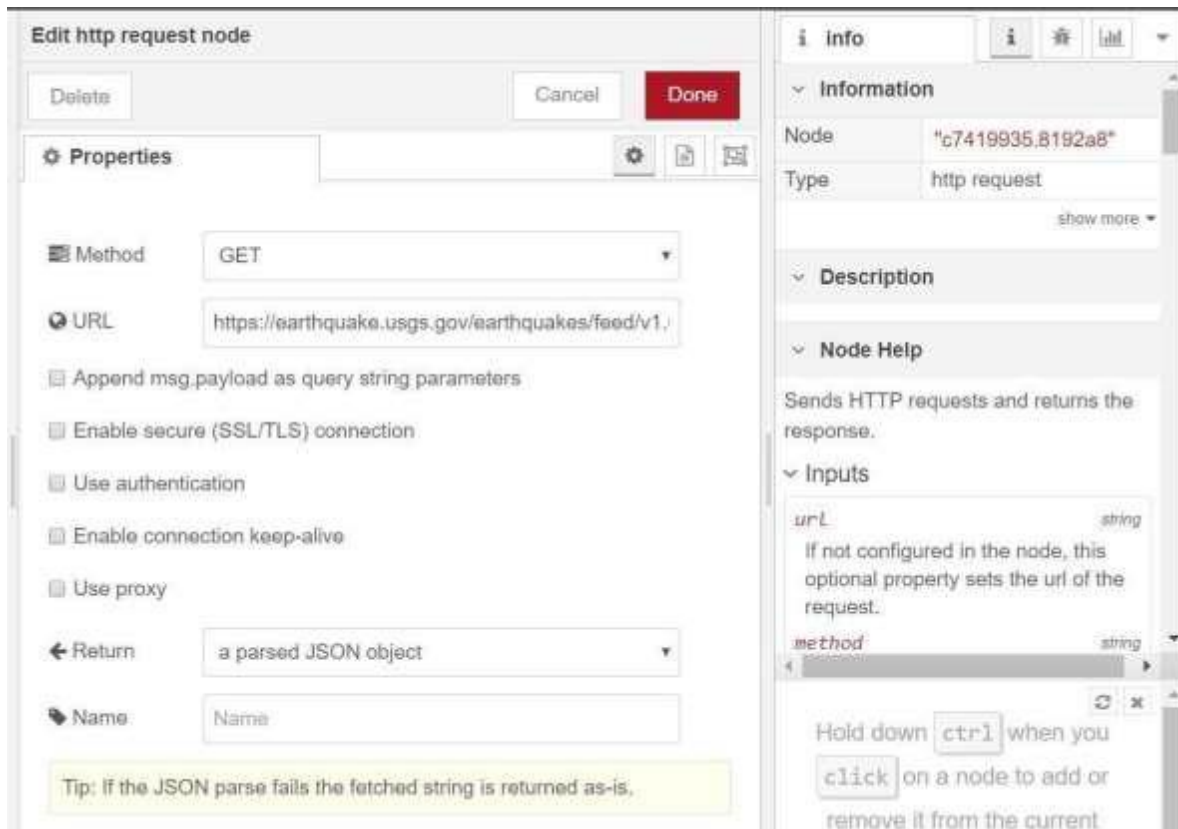 Edit http request node
Delete
Cancel
Done
Properties
Method
GET
URL
https://earthquake.usgs.gov/earthquakes/feed/v1.
Append msg.payload as query string parameters
Enable secure (SSL/TLS) connection
Use authentication
Enable connection keep-alive
Use proxy
Return
a parsed JSON object
Name
Name
Tip: If the JSON parse fails the fetched string is returned as-is.
i info
i
Information
Node "c7419935.8192a8"
Type http request
show more
Description
Node Help
Sends HTTP requests and returns the
response.
Inputs
url string
If not configured in the node, this
optional property sets the url of the
request.
method string
Hold down ctrl when you
click on a node to add or
remove it from the current